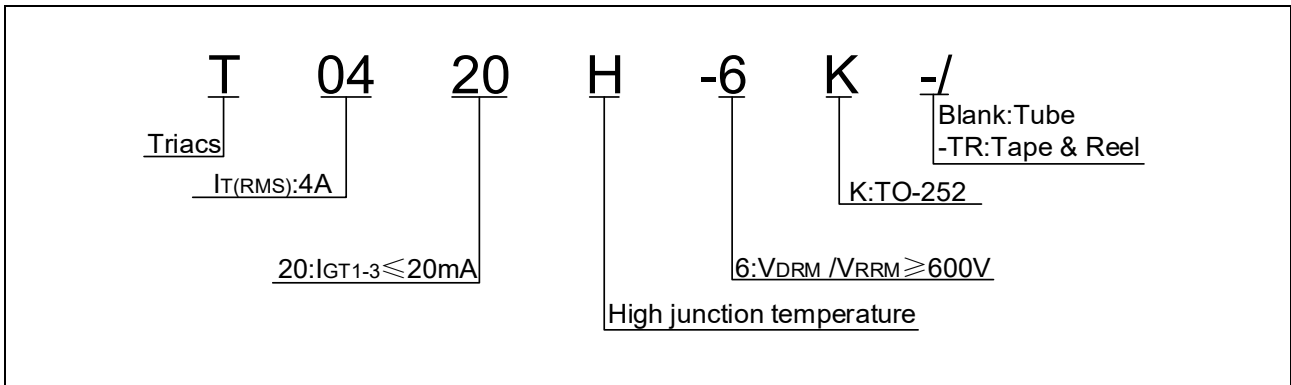 T 04 20 H -6 K -/
Blank:Tube
Triacs
-TR:Tape & Reel
IT(RMS):4A
K:TO-252
20:IGT1-3≤20mA
6:VDRM /VRRM≥600V
High junction temperature